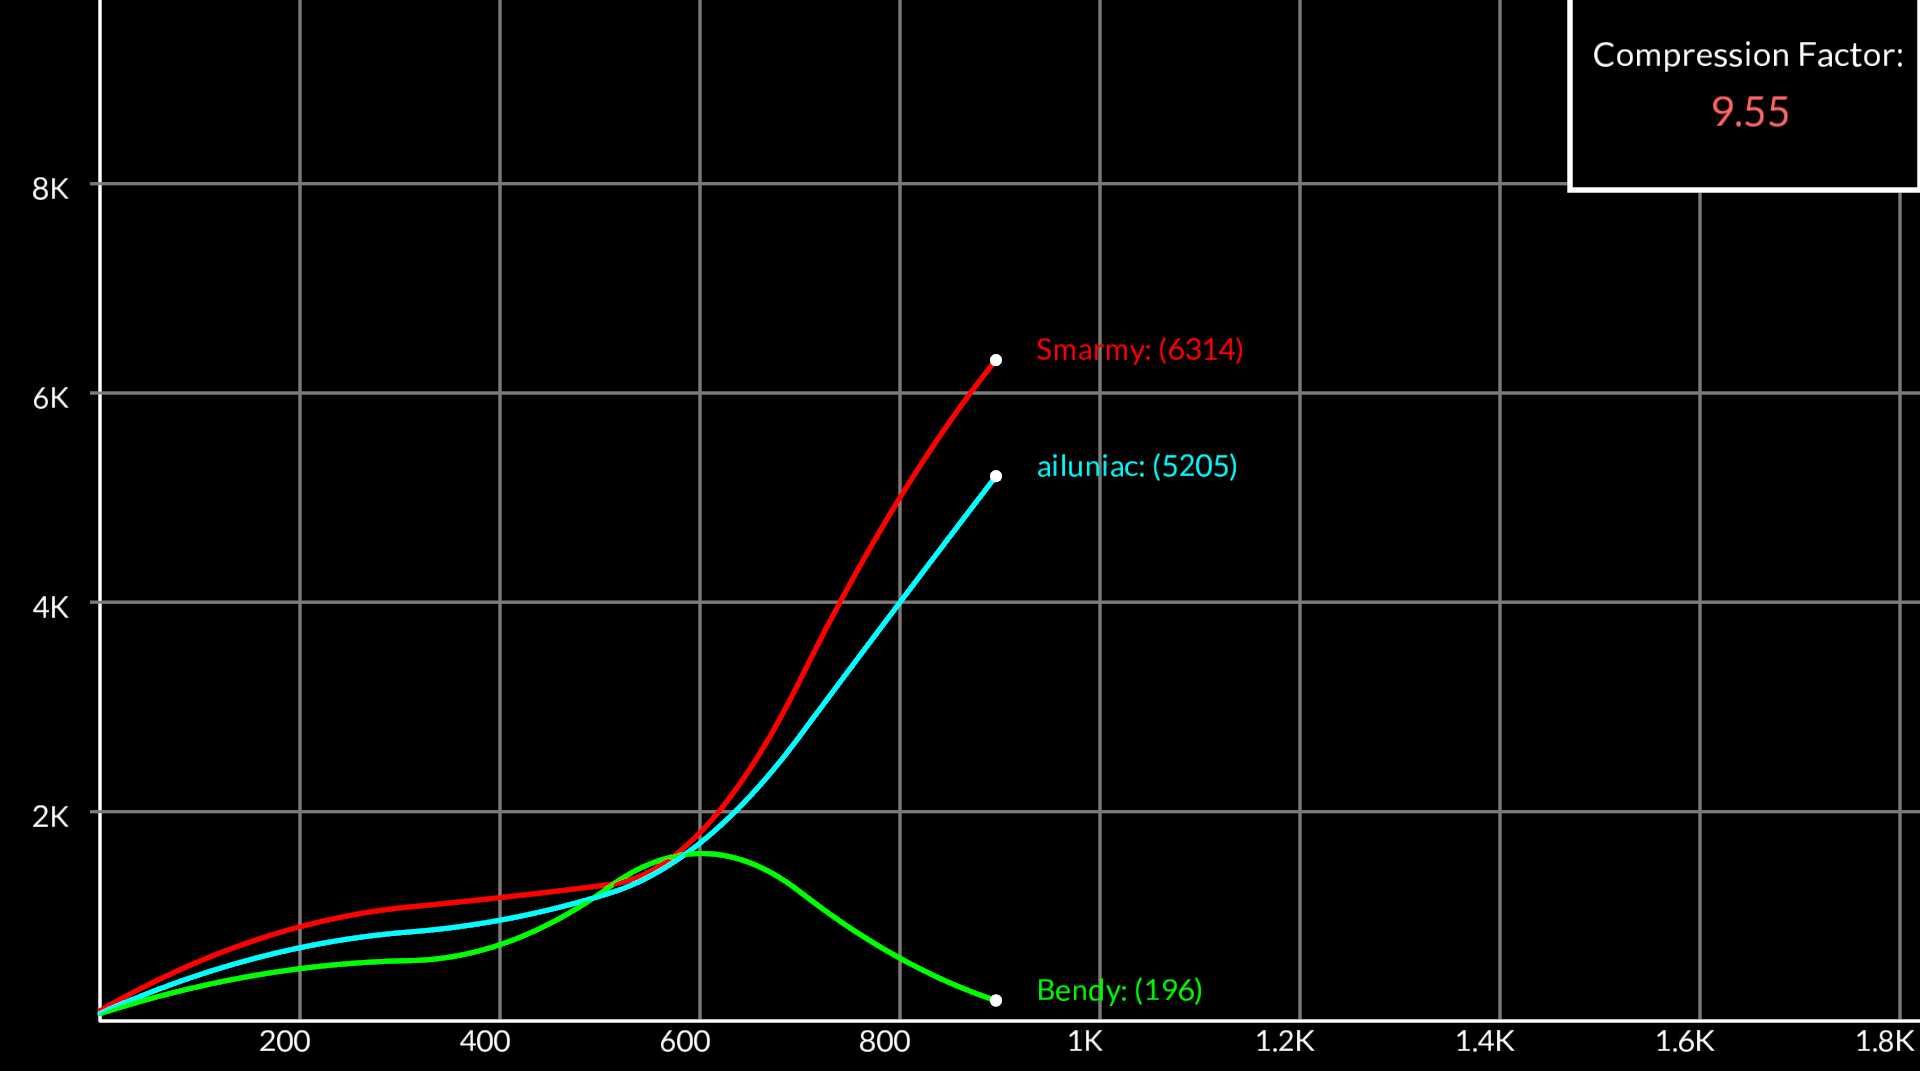 Compression Factor:
9.55
8K
6K
4K
2K
Smarmy: (6314)
ailuniac: (5205)
Bendy: (196)
200
400
600
800
1K
1.2K
1.4K
1.6K
1.8K